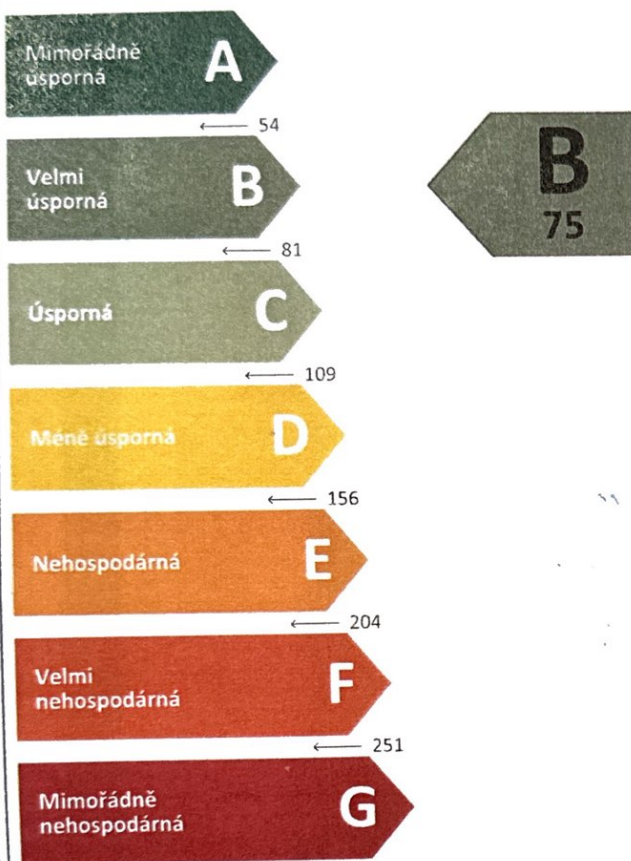 Mimořádně
úsporná
A
← 54
Velmi
úsporná
B
← 81
B
75
Úsporná
C
← 109
Méně úsporná
D
← 156
Nehospodárná
E
← 204
Velmi
nehospodárná
F
← 251
Mimořádně
nehospodárná
G